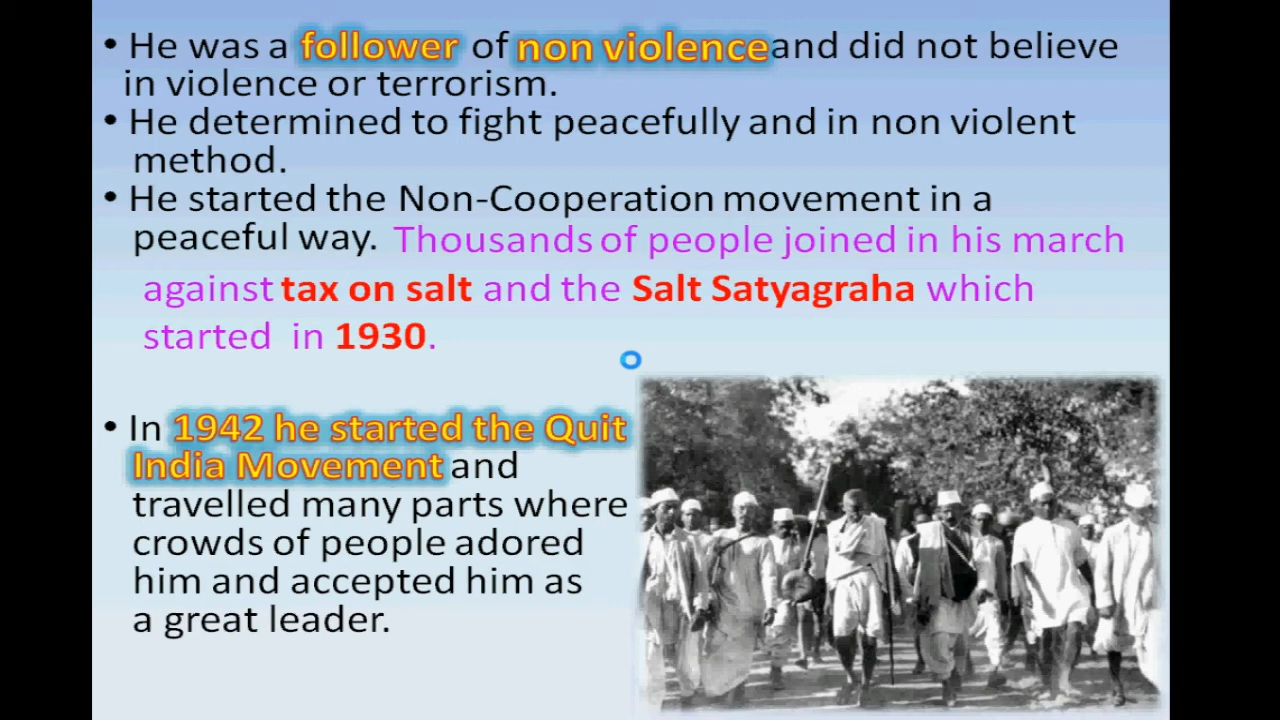 • He was a follower of non violence and did not believe
in violence or terrorism.
• He determined to fight peacefully and in non violent
method.
• He started the Non-Cooperation movement in a
peaceful way. Thousands of people joined in his march
against tax on salt and the Salt Satyagraha which
started in 1930.
• In 1942 he started the Quit
India Movement and
travelled many parts where
crowds of people adored
him and accepted him as
a great leader.